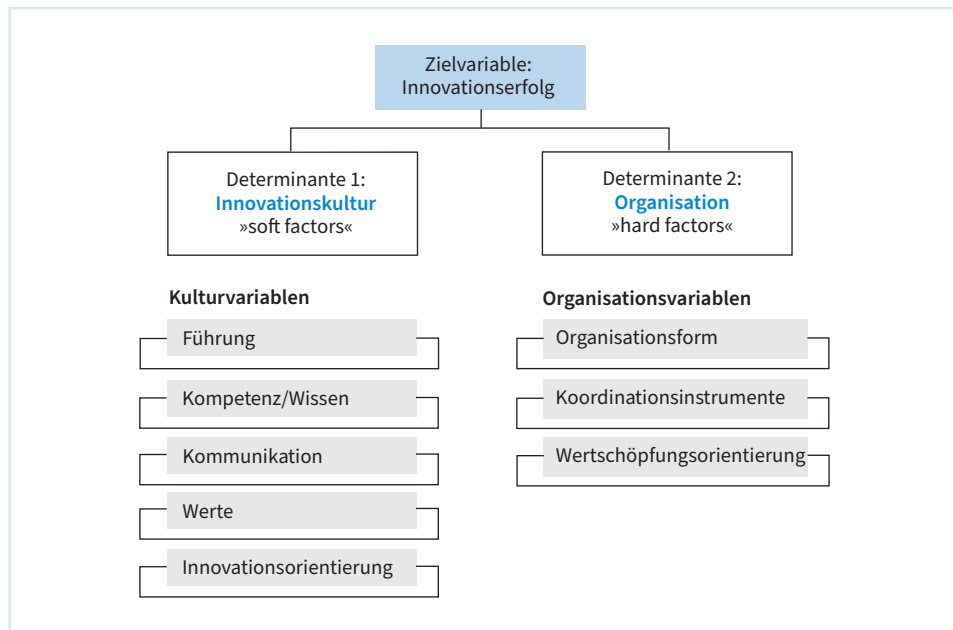 Zielvariable:
Innovationserfolg
Determinante 1:
Innovationskultur
»soft factors«
Determinante 2:
Organisation
»hard factors«
Kulturvariablen
Führung
Kompetenz/Wissen
Kommunikation
Werte
Innovationsorientierung
Organisationsvariablen
Organisationsform
Koordinationsinstrumente
Wertschöpfungsorientierung